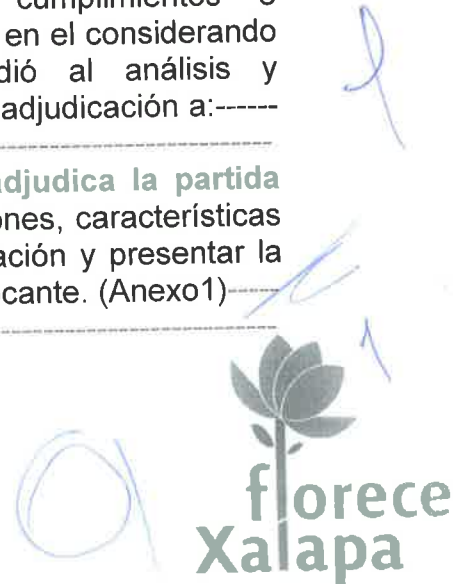 cumplimientos o
en el considerando
dió al análisis y
adjudicación a:------
------------------------------
adjudica la partida
ones, características
ación y presentar la
cante. (Anexo1)----
------------------------------
florece
Xalapa